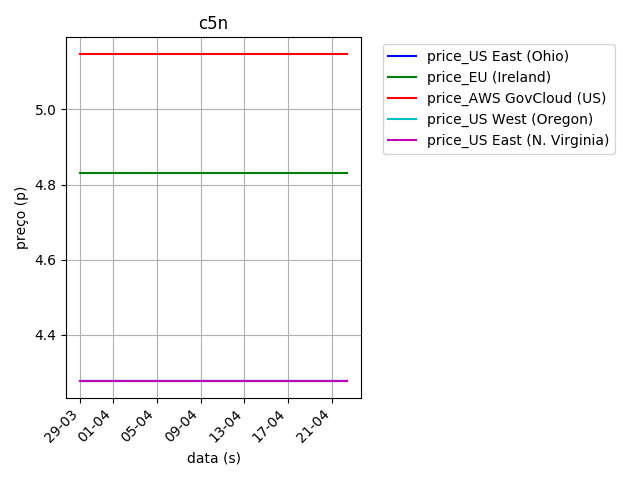 c5n
price_US East (Ohio)
price_EU (Ireland)
price_AWS GovCloud (US)
price_US West (Oregon)
price_US East (N. Virginia)
preço (p)
5.0
4.8
4.6
4.4
29-03
01-04
05-04
09-04
13-04
17-04
21-04
data (s)